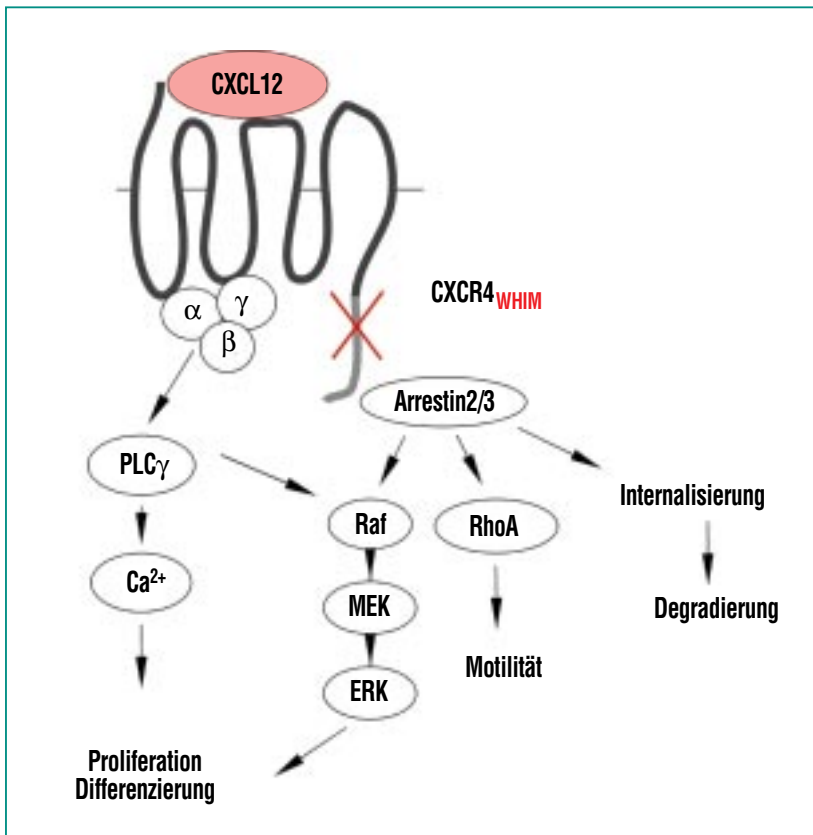 CXCL12
CXCR4WHIM
α
γ
β
Arrestin2/3
PLCγ
Internalisierung
Raf
RhoA
Ca²⁺
MEK
Degradierung
Motilität
ERK
Proliferation
Differenzierung